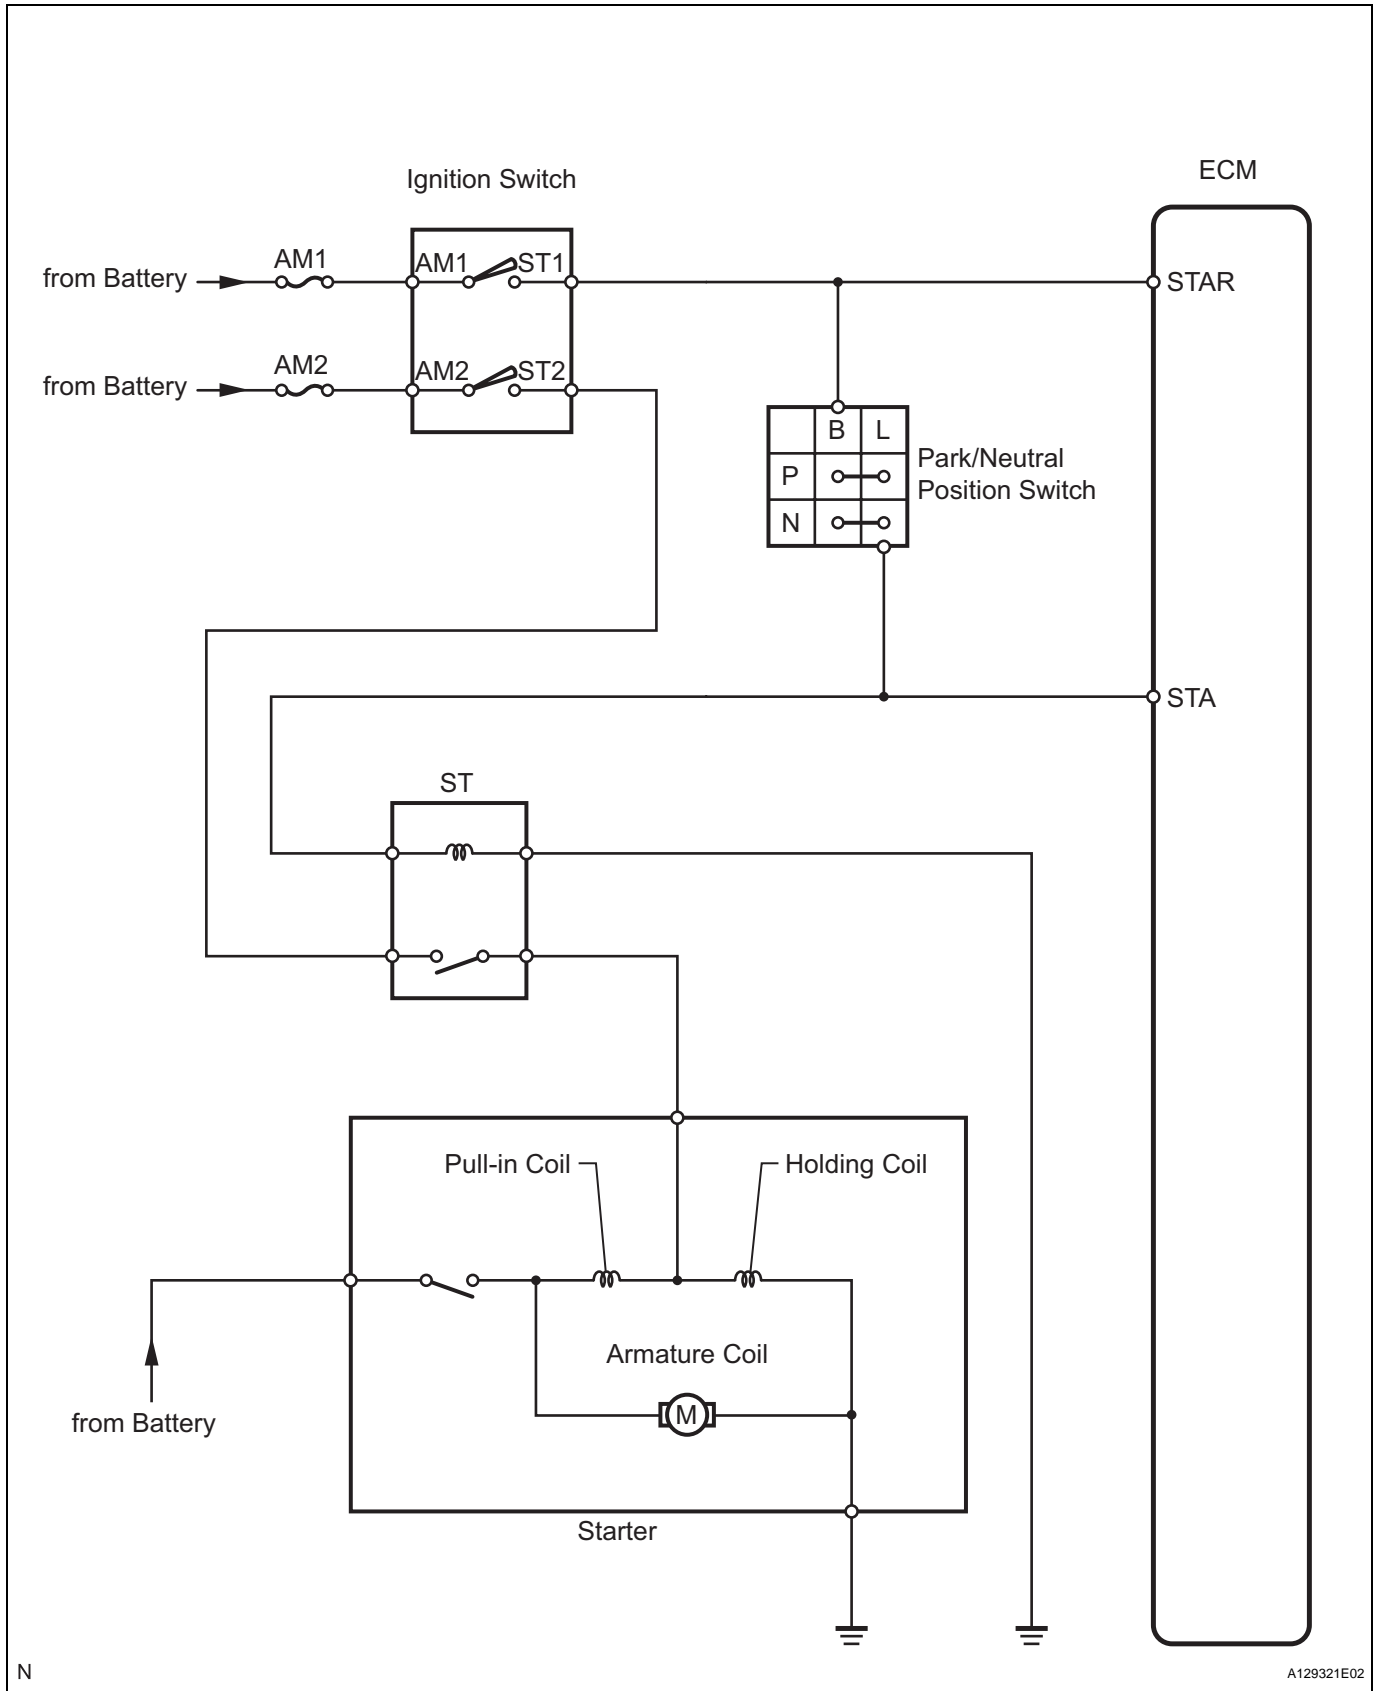 ECM
Ignition Switch
AM1
AM1
ST1
from Battery
STAR
AM2
AM2
ST2
from Battery
B
L
P
N
Park/Neutral
Position Switch
STA
ST
Pull-in Coil
Holding Coil
Armature Coil
M
from Battery
Starter
N
A129321E02